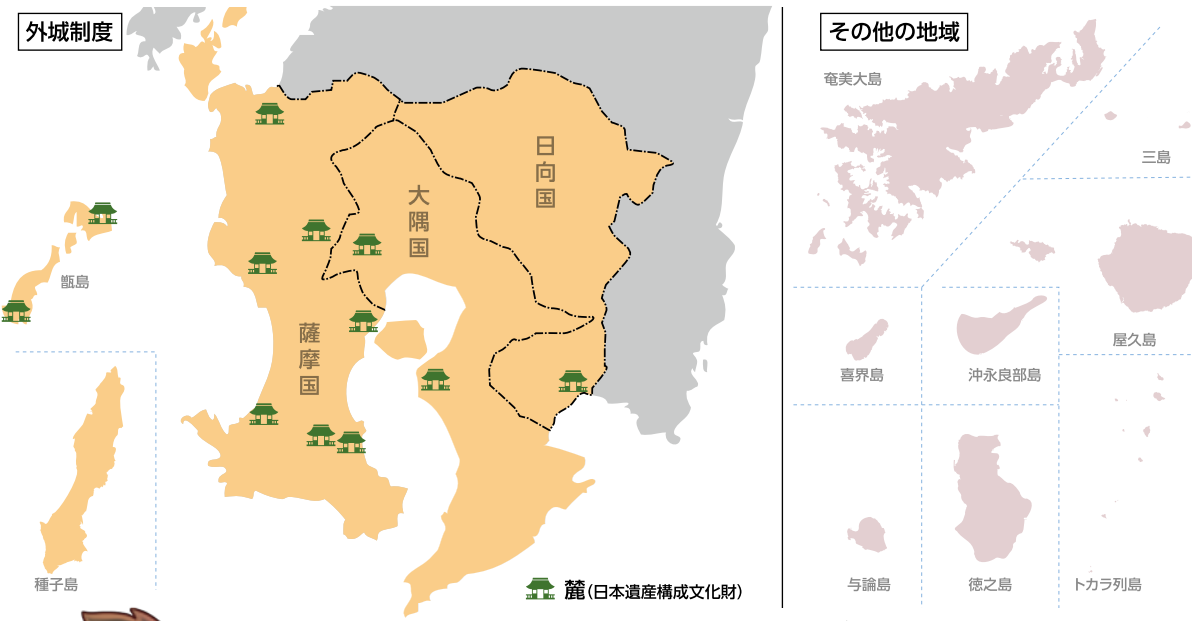 外城制度
日向国
大隅国
薩摩国
甑島
種子島
麓(日本遺産構成文化財)
その他の地域
奄美大島
三島
屋久島
喜界島
沖永良部島
与論島
徳之島
トカラ列島